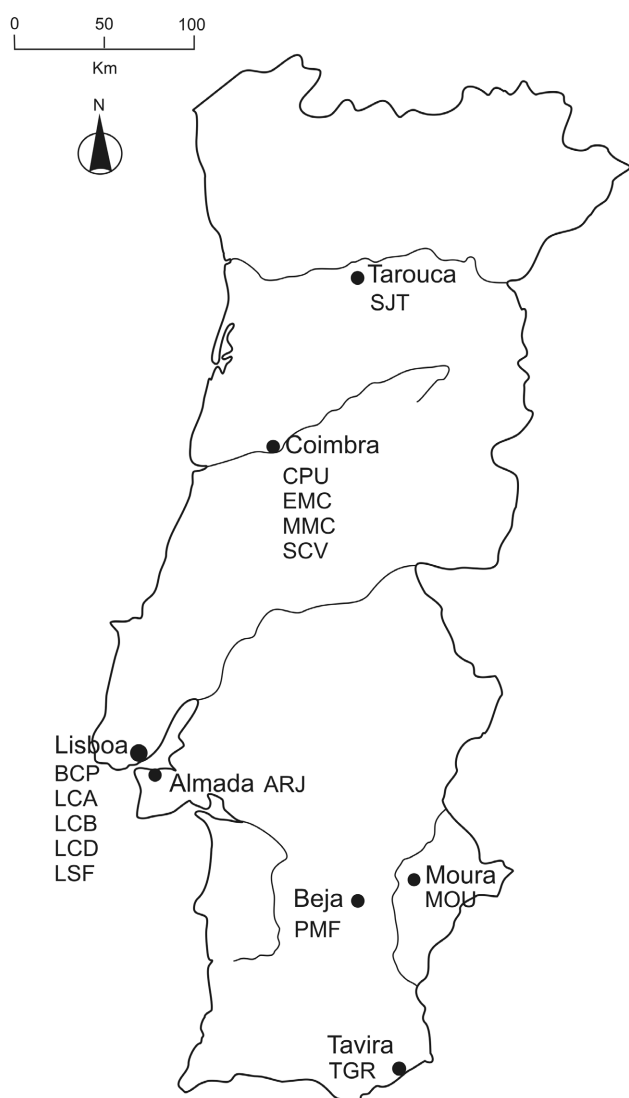 0 50 100
Km
N
Tarouca
SJT
Coimbra
CPU
EMC
MMC
SCV
Lisboa
BCP
LCA
LCB
LCD
LSF
Almada ARJ
Moura
MOU
Beja
PMF
Tavira
TGR